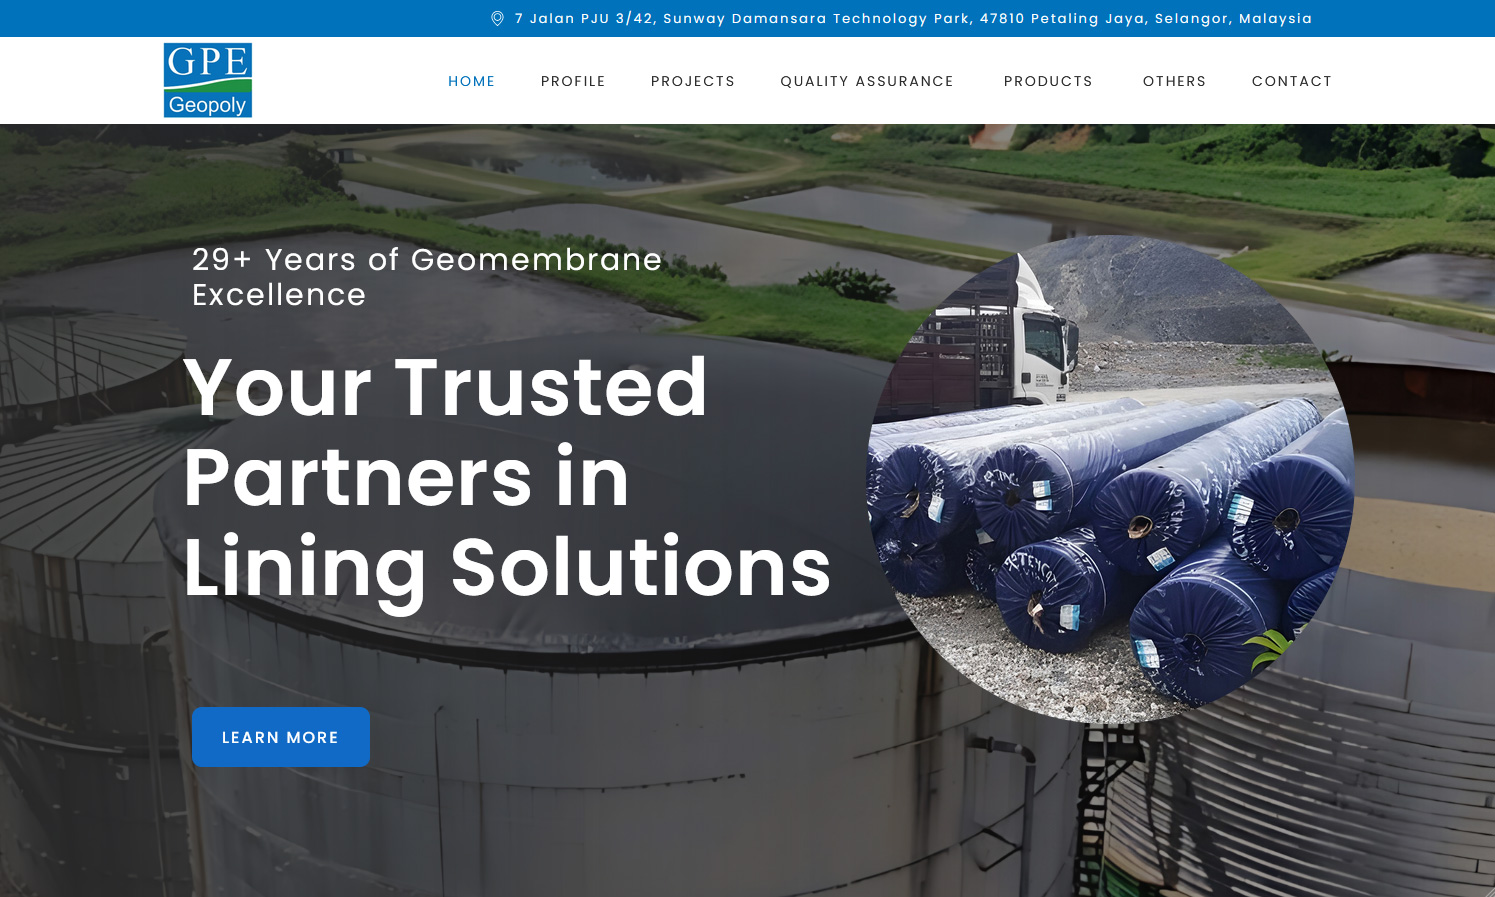 7 Jalan PJU 3/42, Sunway Damansara Technology Park, 47810 Petaling Jaya, Selangor, Malaysia
GPE
Geopoly
HOME PROFILE PROJECTS QUALITY ASSURANCE PRODUCTS OTHERS CONTACT
29+ Years of Geomembrane
Excellence
Your Trusted
Partners in
Lining Solutions
LEARN MORE